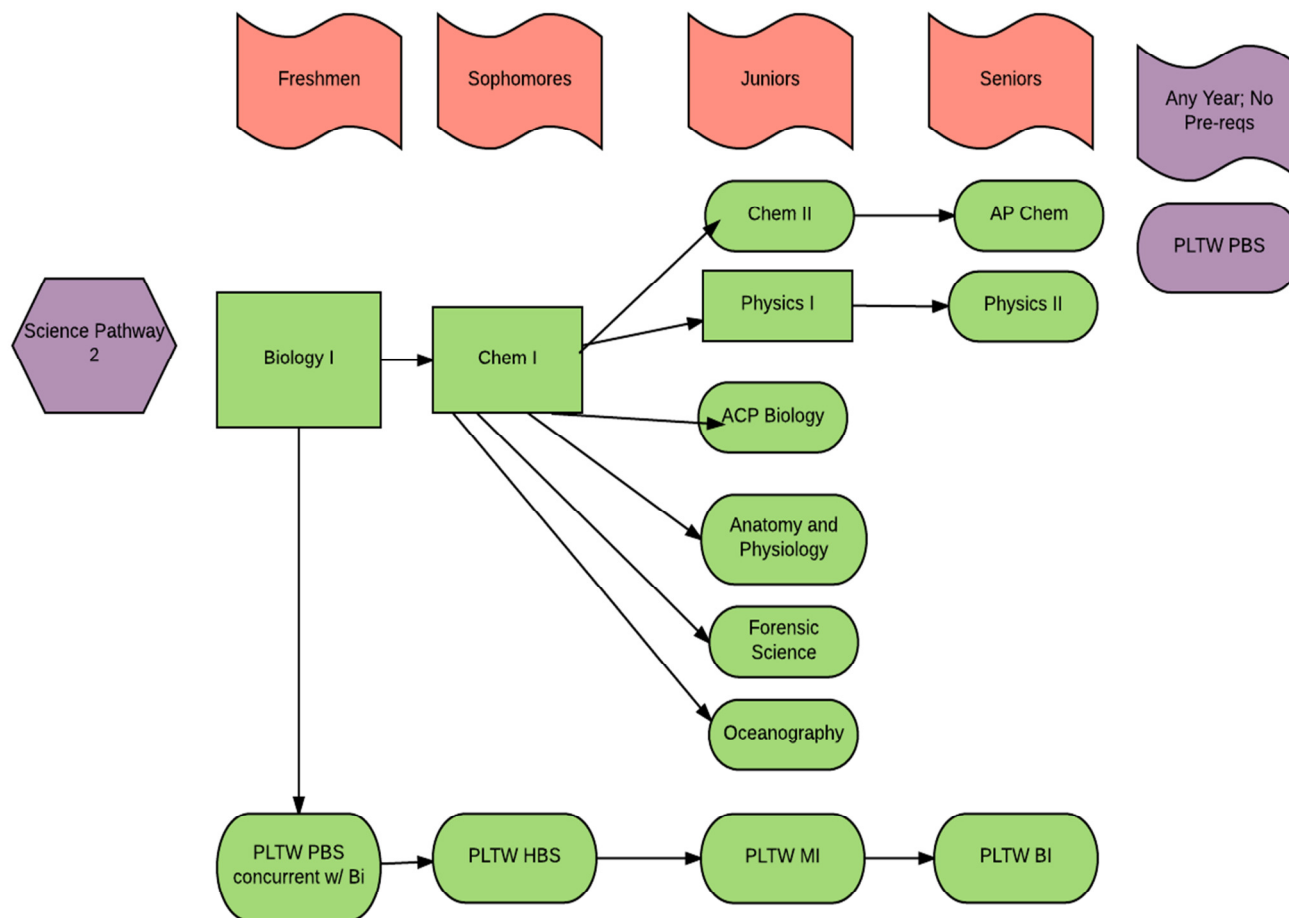 Freshmen
Sophomores
Juniors
Seniors
Any Year; No
Pre-reqs
Chem II
AP Chem
PLTW PBS
Science Pathway
2
Biology I
Chem I
Physics I
Physics II
ACP Biology
Anatomy and
Physiology
Forensic
Science
Oceanography
PLTW PBS
concurrent w/ Bi
PLTW HBS
PLTW MI
PLTW BI